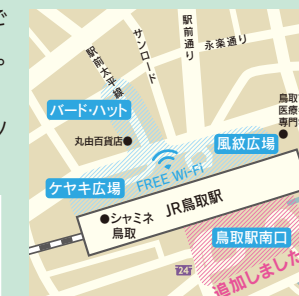 で
。
駅前太平線
サンロード
駅前通り
永楽通り
バード・ハット
丸由百貨店
鳥取
医療
専門
風紋広場
FREE Wi-Fi
ケヤキ広場
シャミネ
鳥取
JR鳥取駅
鳥取駅南口
追加しました
24